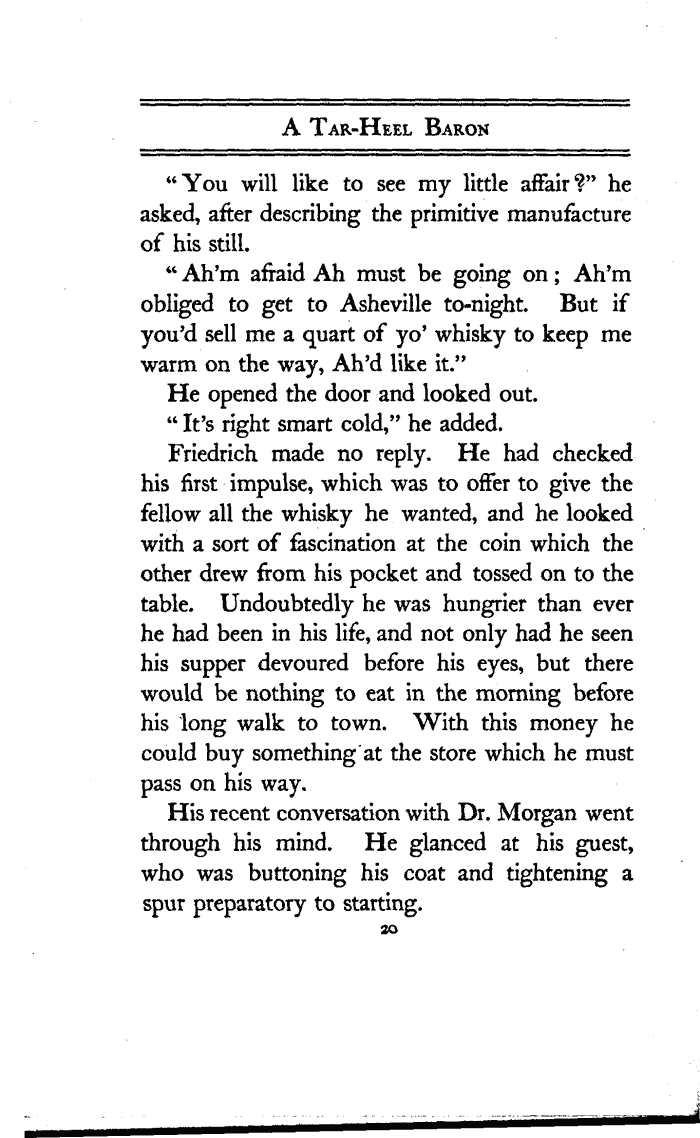 A Tar-Heel Baron
“You will like to see my little affair?” he
asked, after describing the primitive manufacture
of his still.
“Ah’m afraid Ah must be going on; Ah’m
obliged to get to Asheville to-night. But if
you’d sell me a quart of yo’ whisky to keep me
warm on the way, Ah’d like it.”
He opened the door and looked out.
“It’s right smart cold,” he added.
Friedrich made no reply. He had checked
his first impulse, which was to offer to give the
fellow all the whisky he wanted, and he looked
with a sort of fascination at the coin which the
other drew from his pocket and tossed on to the
table. Undoubtedly he was hungrier than ever
he had been in his life, and not only had he seen
his supper devoured before his eyes, but there
would be nothing to eat in the morning before
his long walk to town. With this money he
could buy something at the store which he must
pass on his way.
His recent conversation with Dr. Morgan went
through his mind. He glanced at his guest,
who was buttoning his coat and tightening a
spur preparatory to starting.
20